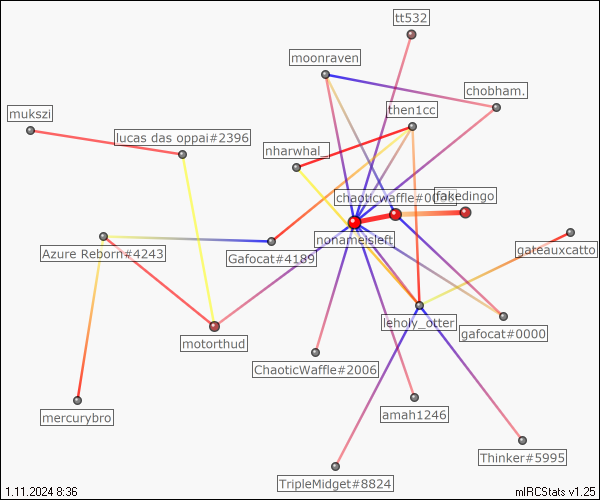 tt532
moonraven
chobham.
mukszi
then1cc
lucas das oppai#2396
nharwhal_
chaoticwaffle#0
fakedingo
nonameisleft
Azure Reborn#4243
Gafocat#4189
gateauxcatto
leholy_otter
gafocat#0000
motorthud
ChaoticWaffle#2006
mercurybro
amah1246
Thinker#5995
TripleMidget#8824
1.11.2024 8:36
mIRCStats v1.25